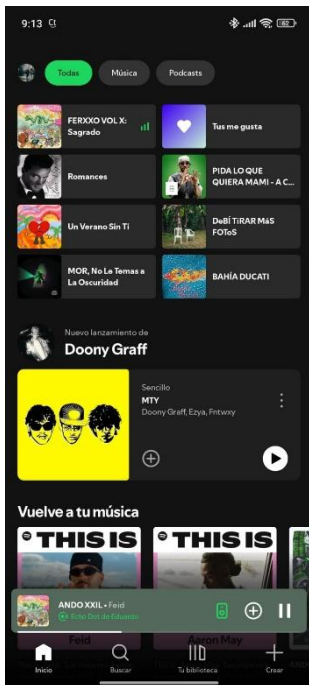 9:13
62
Todas
Música
Podcasts
FERXXO VOL X:
Sagrado
Tus me gusta
Romances
PIDA LO QUE
QUIERA MAMI - A C...
Un Verano Sin Ti
DeBÍ TiRAR MáS
FOToS
MOR, No Le Temas a
La Oscuridad
BAHÍA DUCATI
Nuevo lanzamiento de
Doony Graff
Sencillo
MTY
Doony Graff, Ezya, Fntwxy
Vuelve a tu música
THIS IS
THIS IS
ANDO XXIL • Feid
Echo Dot de Eduardo
Feid
Aaron May
Inicio
Buscar
Tu biblioteca
Crear